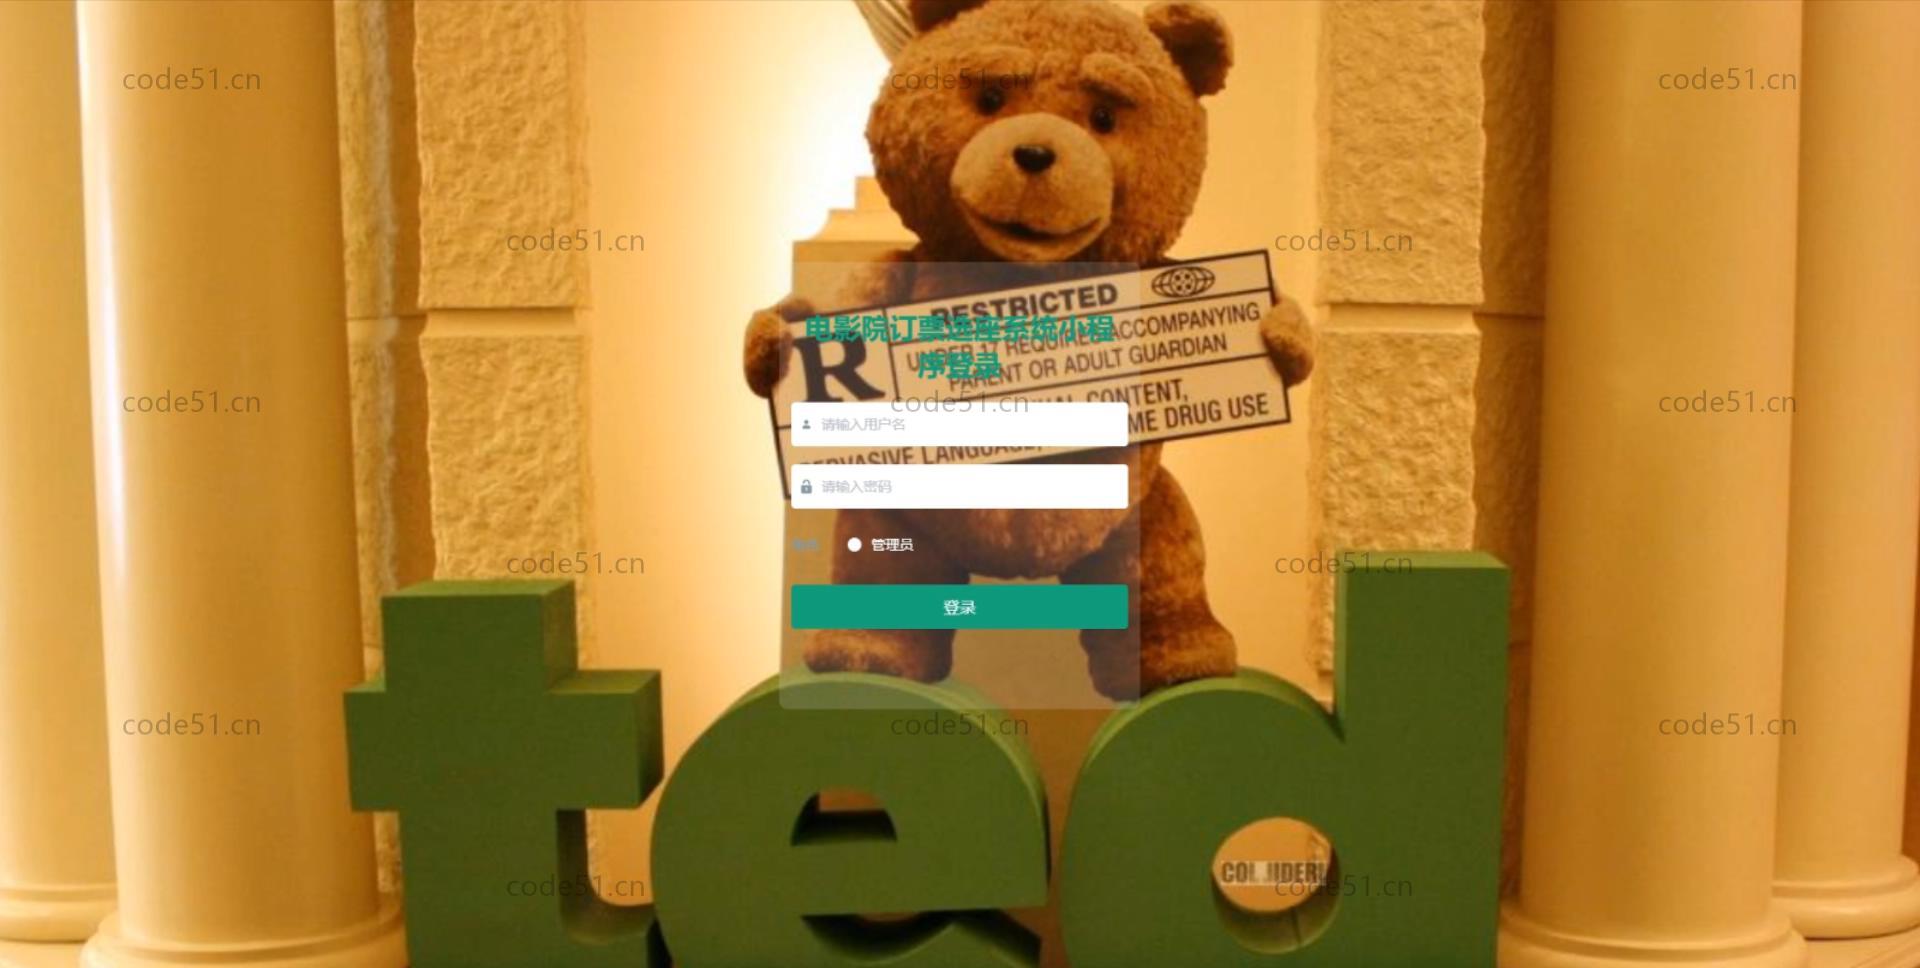 code51.cn code51.cn code51.cn
code51.cn code51.cn
RESTRICTED
R
UNDER 17 REQUIRES ACCOMPANYING
PARENT OR ADULT GUARDIAN
电影院订票选座系统小程
序登录
code51.cn code51.cn code51.cn
CONTENT,
ME DRUG USE
PERVASIVE LANGUAGE,
请输入用户名
请输入密码
管理员
code51.cn code51.cn
登录
ted
code51.cn code51.cn code51.cn
code51.cn code51.cn